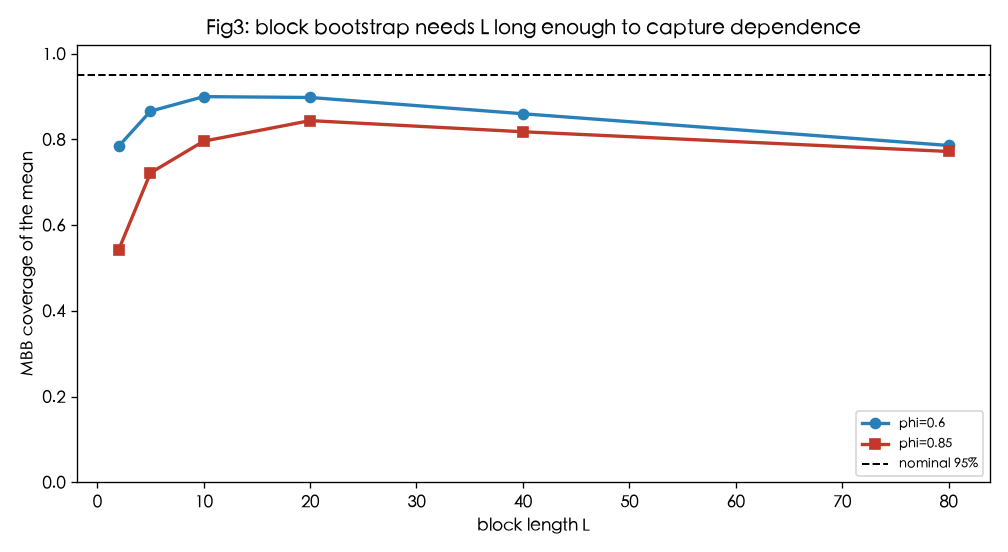 Fig3: block bootstrap needs L long enough to capture dependence
MBB coverage of the mean
1.0
0.8
0.6
0.4
0.2
0.0
0 10 20 30 40 50 60 70 80
block length L
phi=0.6
phi=0.85
nominal 95%